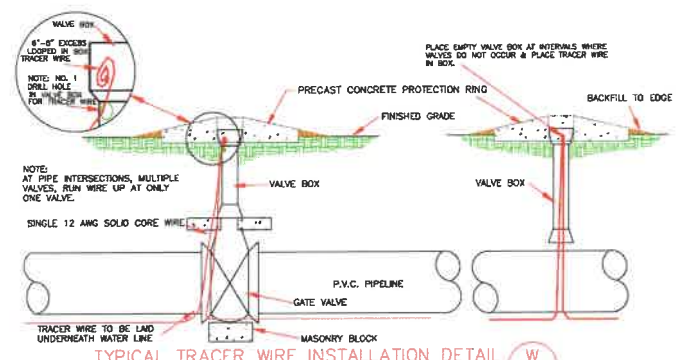 VALVE BOX
6"-8" EXCESS
LOOPED IN BOX
TRACER WIRE
NOTE: NO. 1
DRILL HOLE
IN VALVE BOX
FOR TRACER WIRE
PLACE EMPTY VALVE BOX AT INTERVALS WHERE
VALVES DO NOT OCCUR & PLACE TRACER WIRE
IN BOX.
PRECAST CONCRETE PROTECTION RING
FINISHED GRADE
BACKFILL TO EDGE
NOTE:
AT PIPE INTERSECTIONS, MULTIPLE
VALVES, RUN WIRE UP AT ONLY
ONE VALVE.
VALVE BOX
VALVE BOX
SINGLE 12 AWG SOLID CORE WIRE
P.V.C. PIPELINE
GATE VALVE
TRACER WIRE TO BE LAID
UNDERNEATH WATER LINE
MASONRY BLOCK
TYPICAL TRACER WIRE INSTALLATION DETAIL
W